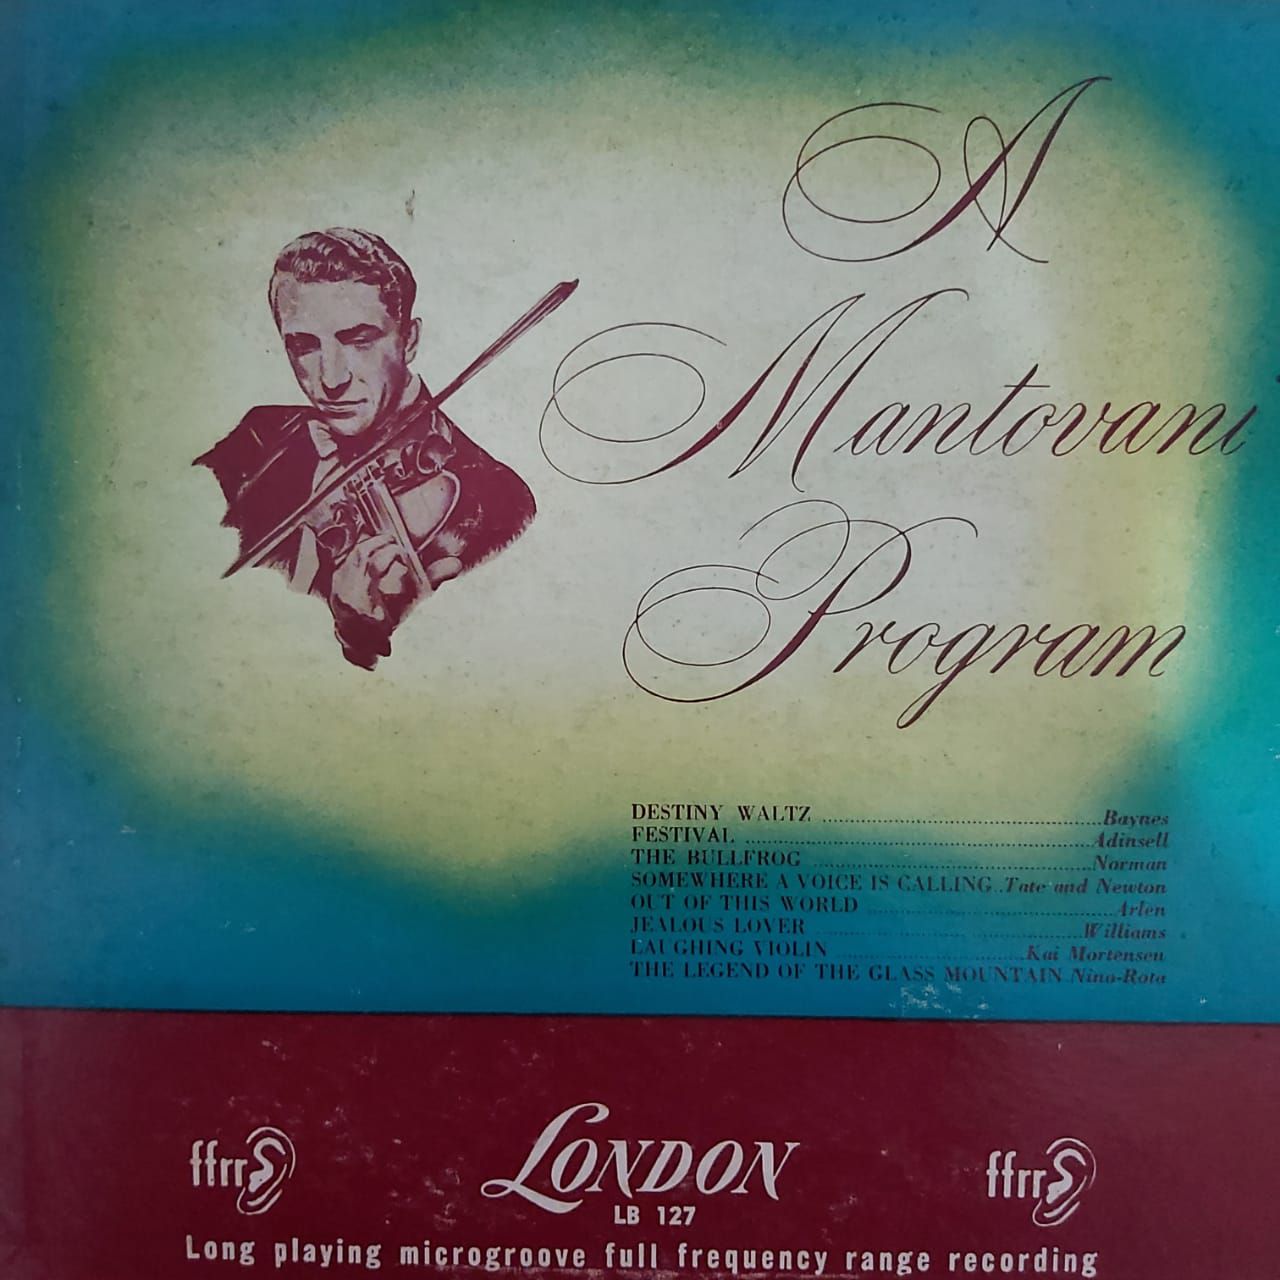 A
Mantovani
Program
DESTINY WALTZ ........................................ Baynes
FESTIVAL .................................................. Adinsell
THE BULLFROG ........................................ Norman
SOMEWHERE A VOICE IS CALLING..Tate and Newton
OUT OF THIS WORLD ................................... Arlen
JEALOUS LOVER ........................................ Williams
LAUGHING VIOLIN ........................... Kai Mortensen
THE LEGEND OF THE GLASS MOUNTAIN Nino-Rota
ffrr LONDON ffrr
LB 127
Long playing microgroove full frequency range recording